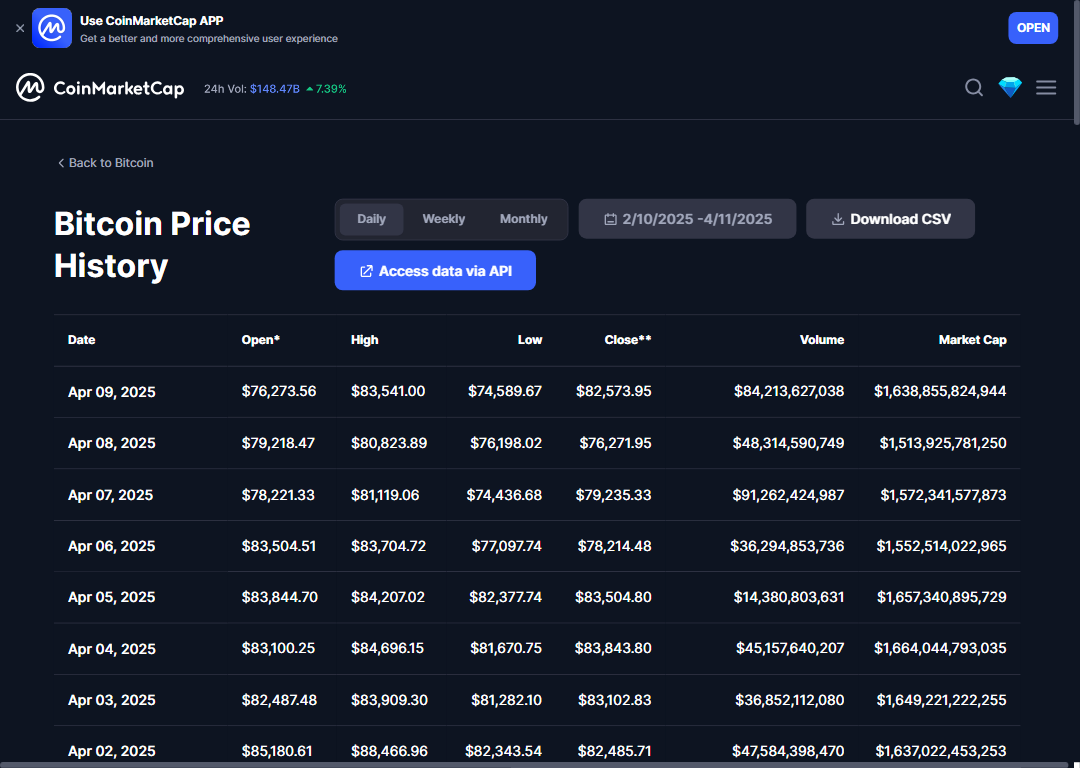 Use CoinMarketCap APP
Get a better and more comprehensive user experience
OPEN
CoinMarketCap 24h Vol: $148.47B 7.39%
Back to Bitcoin
Bitcoin Price
History
Daily Weekly Monthly 2/10/2025 -4/11/2025 Download CSV
Access data via API
Date Open* High Low Close** Volume Market Cap
Apr 09, 2025 $76,273.56 $83,541.00 $74,589.67 $82,573.95 $84,213,627,038 $1,638,855,824,944
Apr 08, 2025 $79,218.47 $80,823.89 $76,198.02 $76,271.95 $48,314,590,749 $1,513,925,781,250
Apr 07, 2025 $78,221.33 $81,119.06 $74,436.68 $79,235.33 $91,262,424,987 $1,572,341,577,873
Apr 06, 2025 $83,504.51 $83,704.72 $77,097.74 $78,214.48 $36,294,853,736 $1,552,514,022,965
Apr 05, 2025 $83,844.70 $84,207.02 $82,377.74 $83,504.80 $14,380,803,631 $1,657,340,895,729
Apr 04, 2025 $83,100.25 $84,696.15 $81,670.75 $83,843.80 $45,157,640,207 $1,664,044,793,035
Apr 03, 2025 $82,487.48 $83,909.30 $81,282.10 $83,102.83 $36,852,112,080 $1,649,221,222,255
Apr 02, 2025 $85,180.61 $88,466.96 $82,343.54 $82,485.71 $47,584,398,470 $1,637,022,453,253